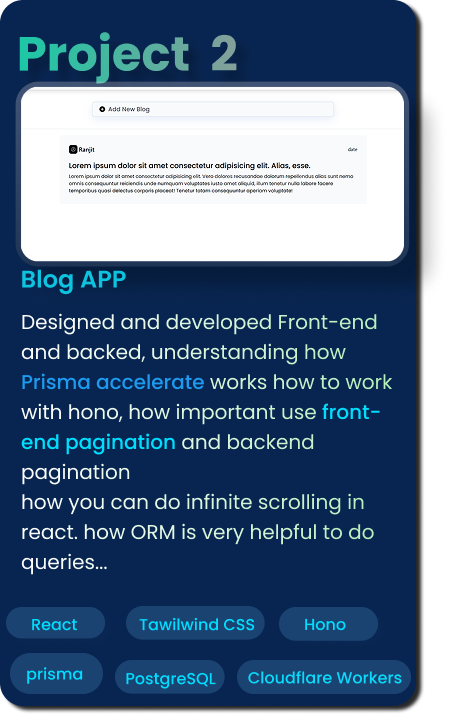 Project 2
Add New Blog
Ranjit date
Lorem ipsum dolor sit amet consectetur adipisicing elit. Alias, esse.
Lorem ipsum dolor sit amet consectetur adipisicing elit. Vero dolores recusandae dolorum repellendus alias sunt nemo
omnis consequuntur reiciendis unde numquam voluptates iusto amet aliquid, illum tenetur nulla labore facere
temporibus quasi delectus corporis placeat! Tenetur totam consequuntur aperiam voluptate!
Blog APP
Designed and developed Front-end
and backed, understanding how
Prisma accelerate works how to work
with hono, how important use front-
end pagination and backend
pagination
how you can do infinite scrolling in
react. how ORM is very helpful to do
queries...
React Tawilwind CSS Hono
prisma PostgreSQL Cloudflare Workers